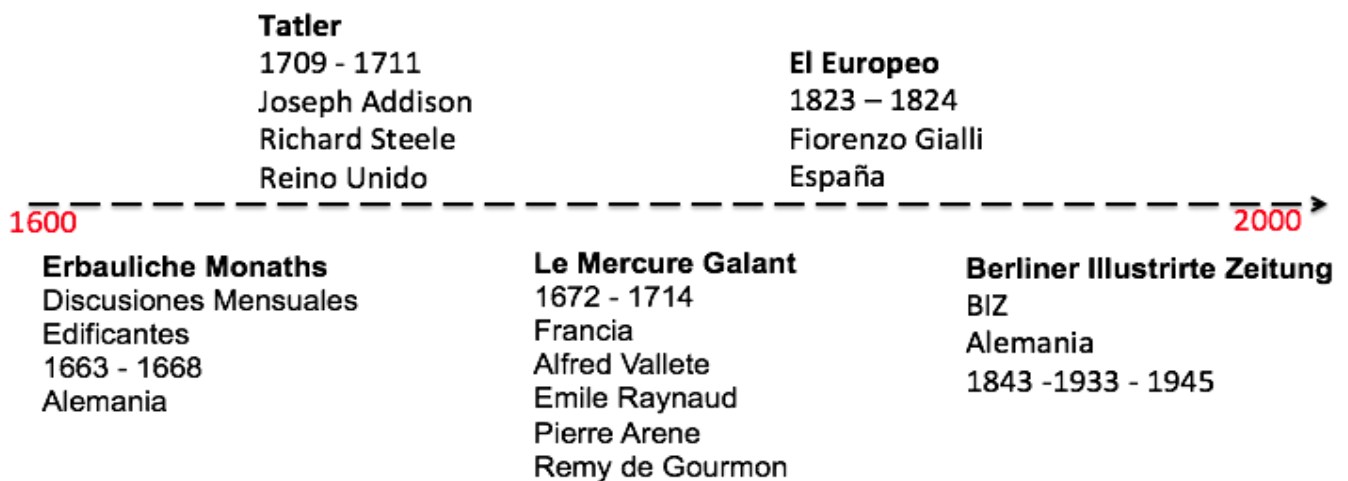 Tatler
1709 - 1711
Joseph Addison
Richard Steele
Reino Unido
El Europeo
1823 – 1824
Fiorenzo Gialli
España
1600
2000
Erbauliche Monaths
Discusiones Mensuales
Edificantes
1663 - 1668
Alemania
Le Mercure Galant
1672 - 1714
Francia
Alfred Vallete
Emile Raynaud
Pierre Arene
Remy de Gourmon
Berliner Illustrirte Zeitung
BIZ
Alemania
1843 -1933 - 1945